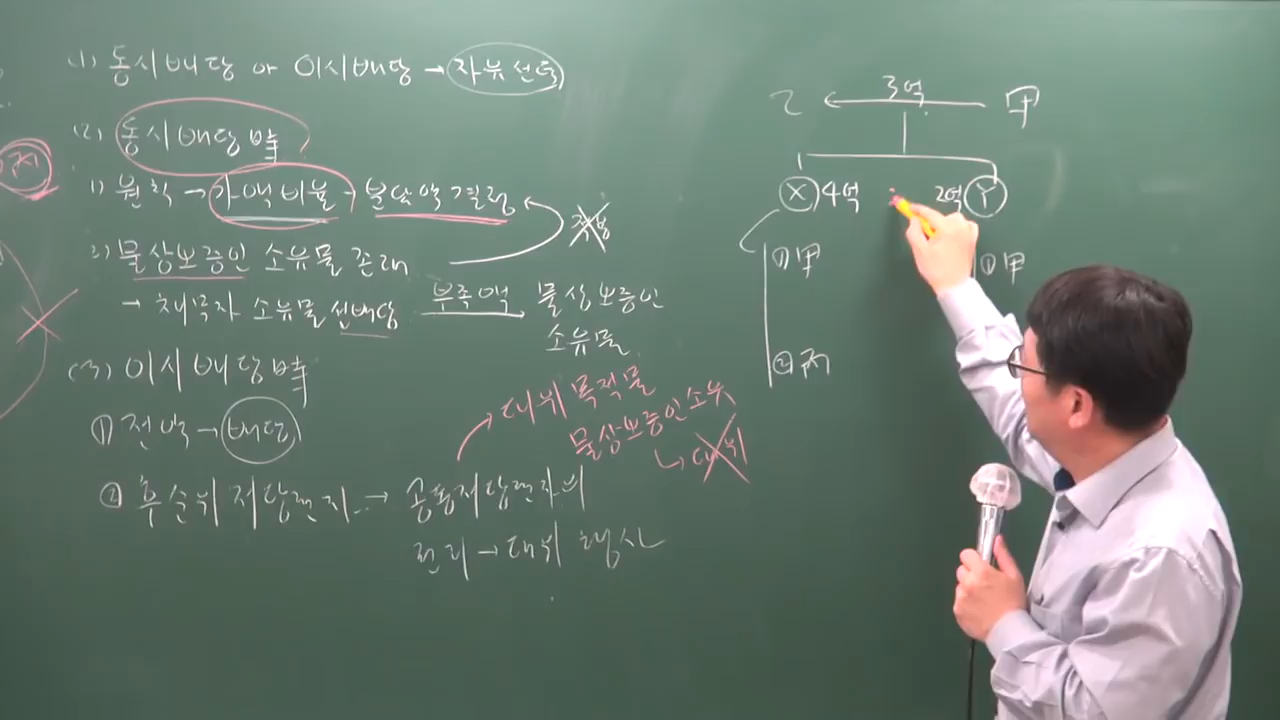 (1) 동시배당 or 이시배당 → 자유선택
(2) 동시배당 時
1) 원칙 → 가액비율 → 분담액 결정
2) 물상보증인 소유물 존재
적용
→ 채무자 소유물 선배당 부족액 → 물상보증인
소유물
(3) 이시배당 時
① 전액 → 배당
② 후순위 저당권자 … → 공동저당권자의
권리 → 대위 행사
대위 목적물
물상보증인 소유
↳ 대위
乙 ← 3억 甲
X 4억 2억 Y
① 甲 ① 甲
② 丙
丙